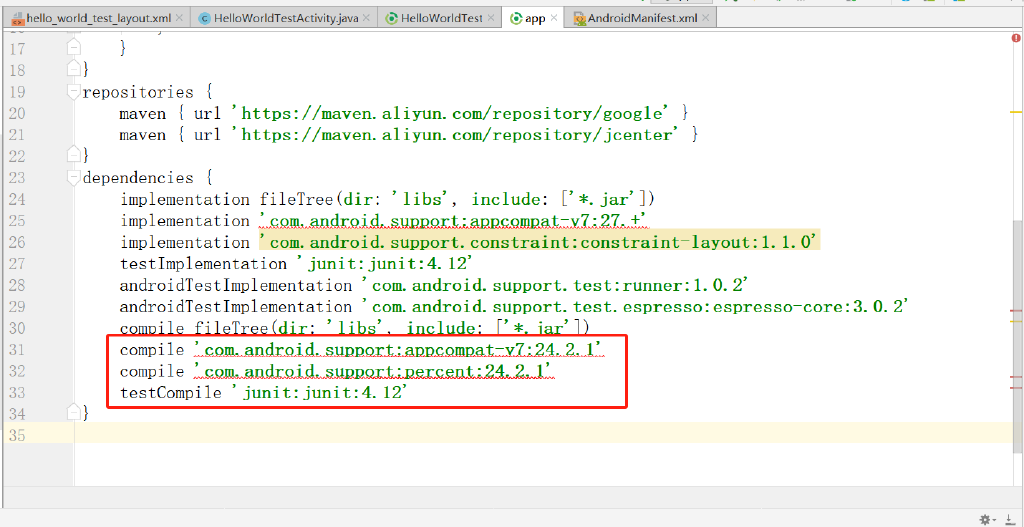 hello_world_test_layout.xml HelloWorldTestActivity.java HelloWorldTest app AndroidManifest.xml
17 }
18 }
19 repositories {
20 maven { url 'https://maven.aliyun.com/repository/google' }
21 maven { url 'https://maven.aliyun.com/repository/jcenter' }
22 }
23 dependencies {
24 implementation fileTree(dir: 'libs', include: ['*.jar'])
25 implementation 'com.android.support:appcompat-v7:27.+'
26 implementation 'com.android.support.constraint:constraint-layout:1.1.0'
27 testImplementation 'junit:junit:4.12'
28 androidTestImplementation 'com.android.support.test:runner:1.0.2'
29 androidTestImplementation 'com.android.support.test.espresso:espresso-core:3.0.2'
30 compile fileTree(dir: 'libs', include: ['*.jar'])
31 compile 'com.android.support:appcompat-v7:24.2.1'
32 compile 'com.android.support:percent:24.2.1'
33 testCompile 'junit:junit:4.12'
34 }
35